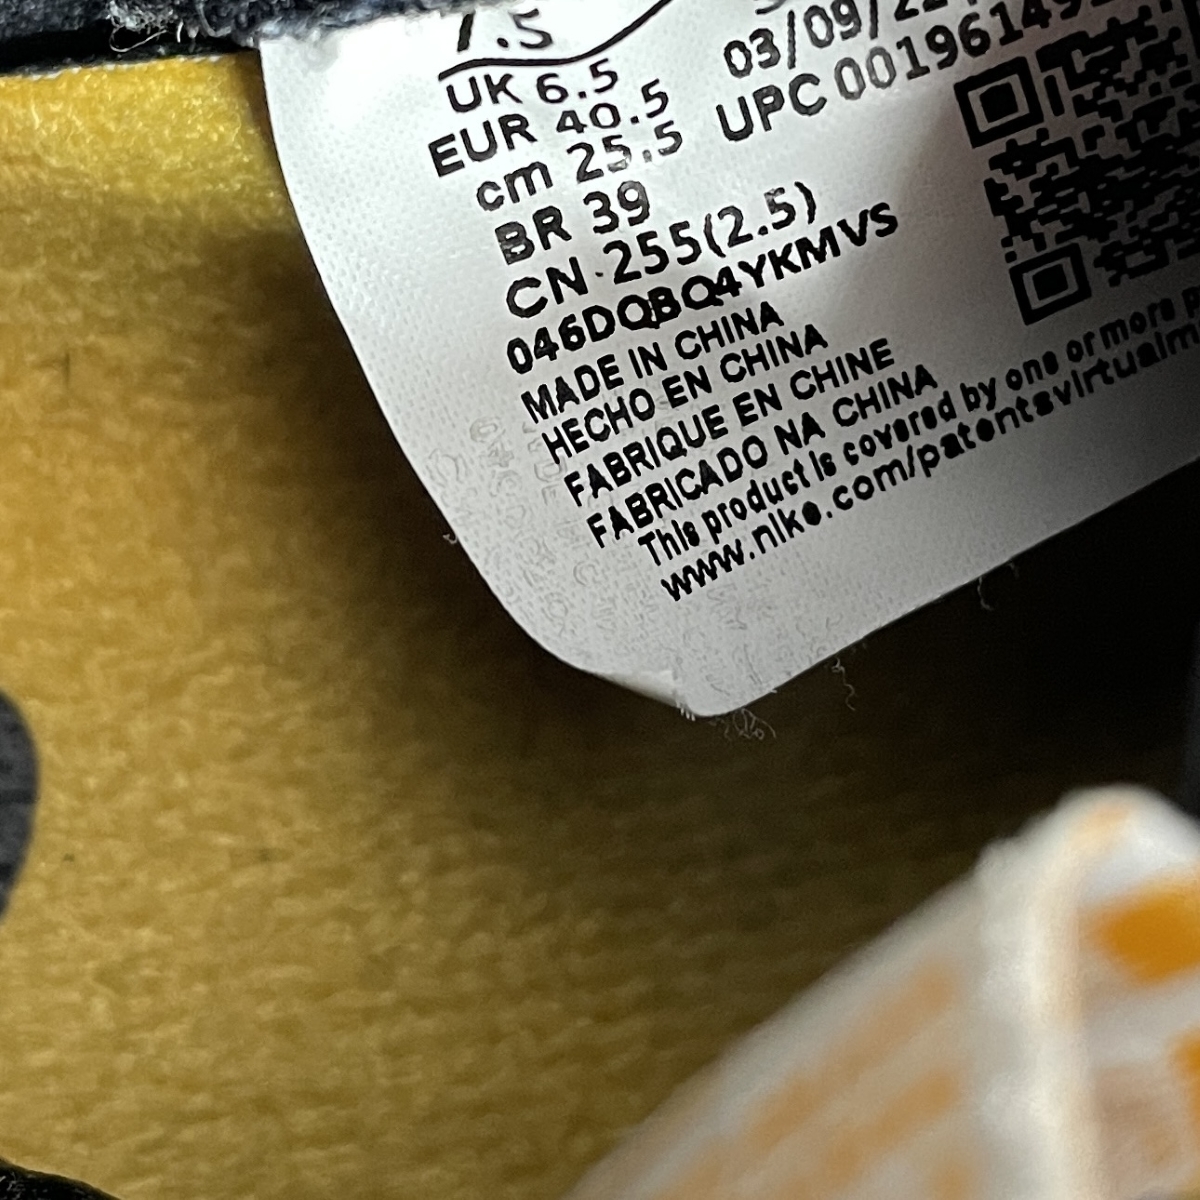 7.5
UK 6.5
EUR 40.5
cm 25.5
BR 39
CN 255(2.5)
03/09/22
UPC 00196149
046DQBQ4YKMVS
MADE IN CHINA
HECHO EN CHINA
FABRIQUE EN CHINE
FABRICADO NA CHINA
This product is covered by one or more
www.nike.com/patentsvirtualm